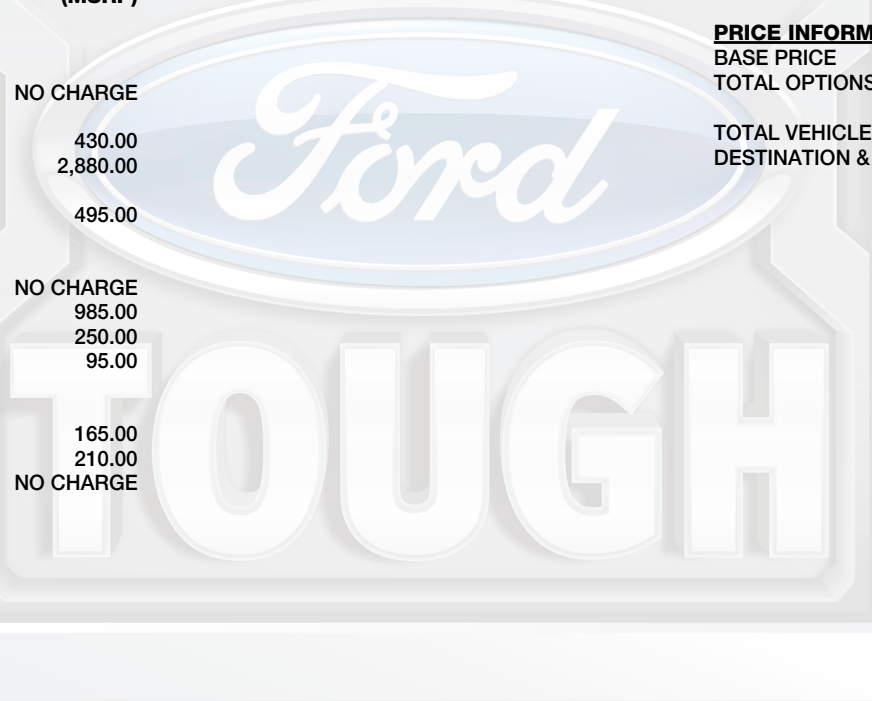 (MSRP)
NO CHARGE
430.00
2,880.00
495.00
NO CHARGE
985.00
250.00
95.00
165.00
210.00
NO CHARGE
PRICE INFORM
BASE PRICE
TOTAL OPTIONS
TOTAL VEHICLE
DESTINATION &
Ford
TOUGH